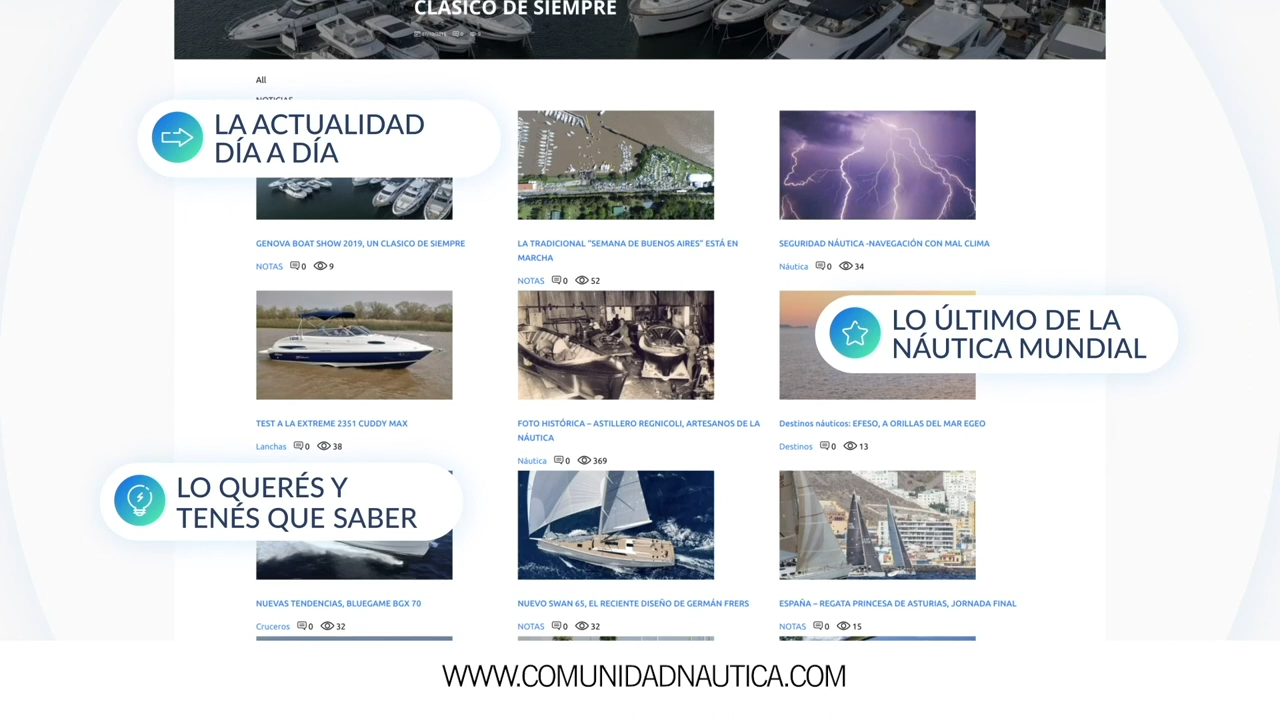 CLASICO DE SIEMPRE
All
NOTICIAS
LA ACTUALIDAD
DÍA A DÍA
GENOVA BOAT SHOW 2019, UN CLASICO DE SIEMPRE
NOTAS 0 9
LA TRADICIONAL "SEMANA DE BUENOS AIRES" ESTÁ EN
MARCHA
NOTAS 0 52
SEGURIDAD NÁUTICA -NAVEGACIÓN CON MAL CLIMA
Náutica 0 34
LO ÚLTIMO DE LA
NÁUTICA MUNDIAL
TEST A LA EXTREME 2351 CUDDY MAX
Lanchas 0 38
FOTO HISTÓRICA – ASTILLERO REGNICOLI, ARTESANOS DE LA
NÁUTICA
Náutica 0 369
Destinos náuticos: EFESO, A ORILLAS DEL MAR EGEO
Destinos 0 13
LO QUERÉS Y
TENÉS QUE SABER
NUEVAS TENDENCIAS, BLUEGAME BGX 70
Cruceros 0 32
NUEVO SWAN 65, EL RECIENTE DISEÑO DE GERMÁN FRERS
NOTAS 0 32
ESPAÑA – REGATA PRINCESA DE ASTURIAS, JORNADA FINAL
NOTAS 0 15
WWW.COMUNIDADNAUTICA.COM